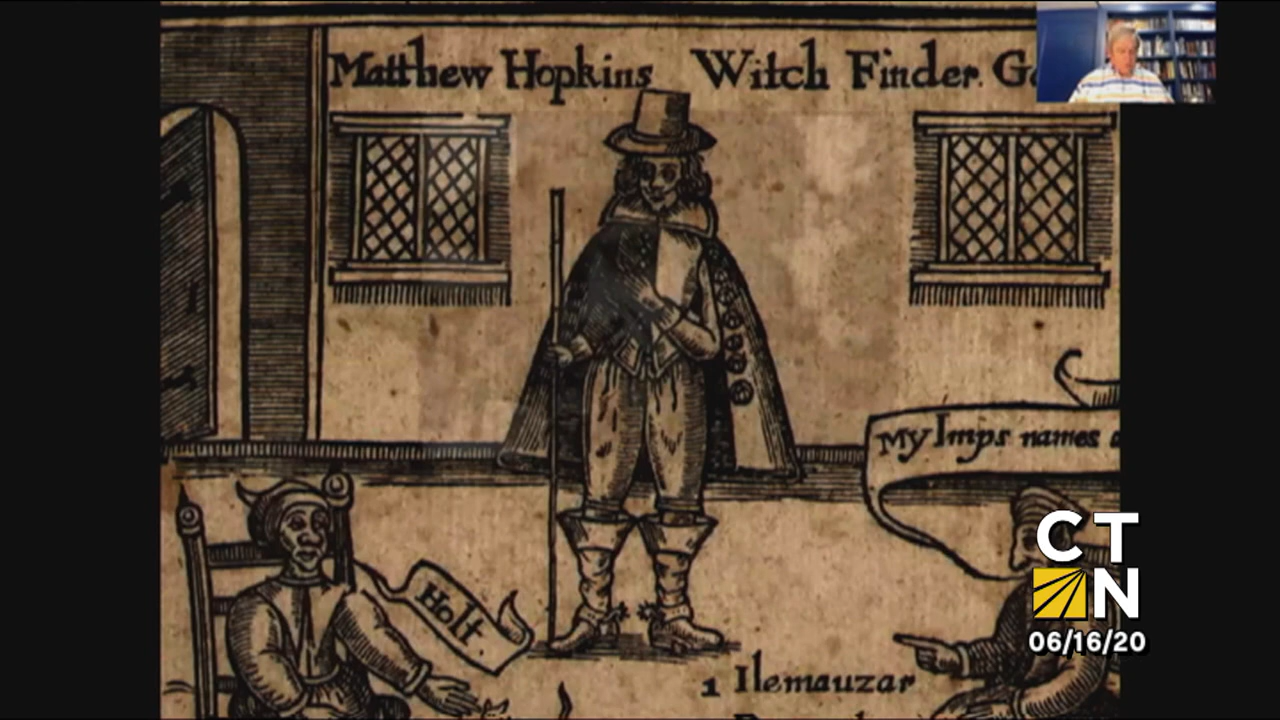 Matthew Hopkins Witch Finder
My Imps names
Holt
1 Ilemauzar
CT
N
06/16/20